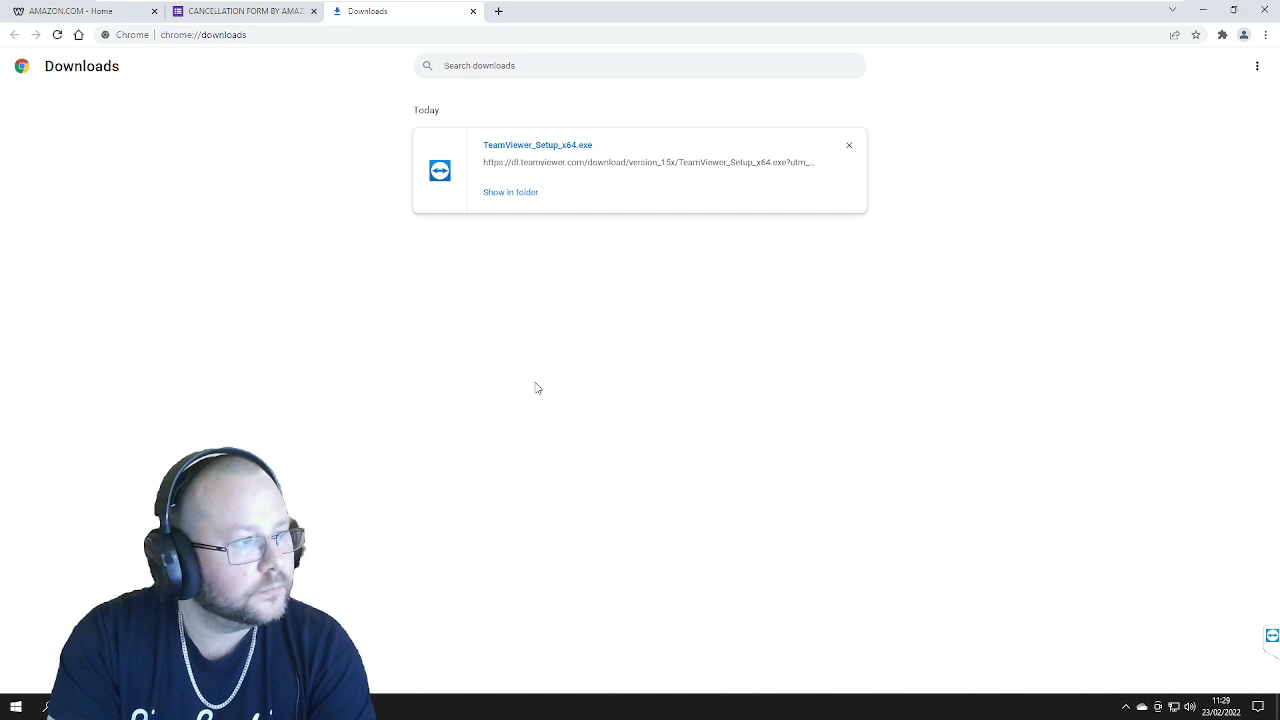 AMAZON.COM - Home
CANCELLATION FORM BY AMAZ
Downloads
Chrome | chrome://downloads
Downloads
Search downloads
Today
TeamViewer_Setup_x64.exe
https://dl.teamviewer.com/download/version_15x/TeamViewer_Setup_x64.exe?utm_...
Show in folder
11:29
23/02/2022